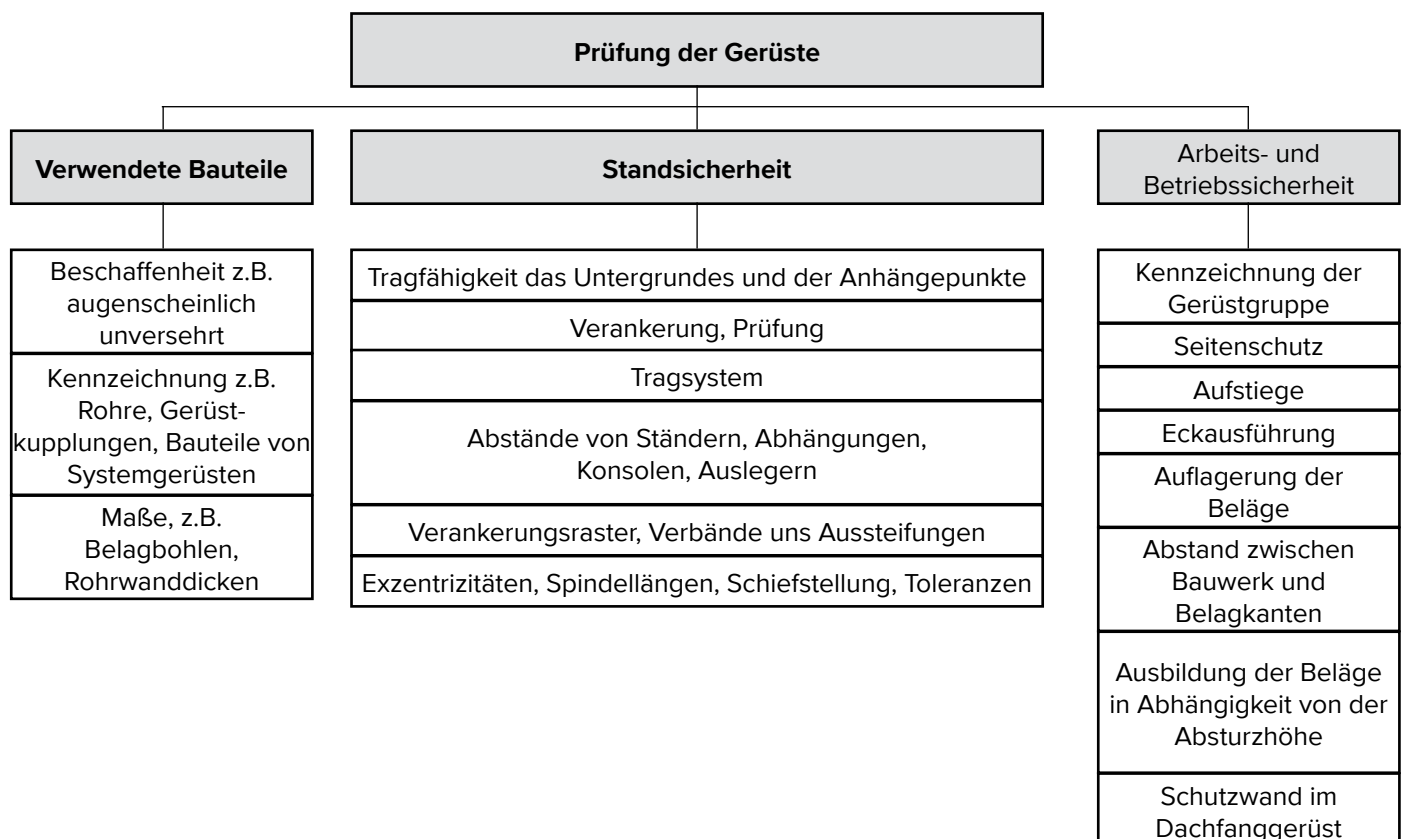 Prüfung der Gerüste
Verwendete Bauteile
Beschaffenheit z.B.
augenscheinlich
unversehrt
Kennzeichnung z.B.
Rohre, Gerüst-
kupplungen, Bauteile von
Systemgerüsten
Maße, z.B.
Belagbohlen,
Rohrwanddicken
Standsicherheit
Tragfähigkeit das Untergrundes und der Anhängepunkte
Verankerung, Prüfung
Tragsystem
Abstände von Ständern, Abhängungen,
Konsolen, Auslegern
Verankerungsraster, Verbände uns Aussteifungen
Exzentrizitäten, Spindellängen, Schiefstellung, Toleranzen
Arbeits- und
Betriebssicherheit
Kennzeichnung der
Gerüstgruppe
Seitenschutz
Aufstiege
Eckausführung
Auflagerung der
Beläge
Abstand zwischen
Bauwerk und
Belagkanten
Ausbildung der Beläge
in Abhängigkeit von der
Absturzhöhe
Schutzwand im
Dachfanggerüst